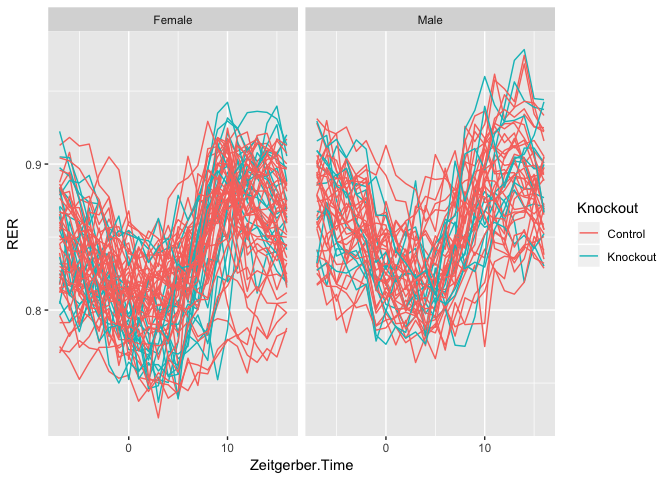 Female Male
0.9
0.8
RER
0 10 0 10
Zeitgerber.Time
Knockout
Control
Knockout